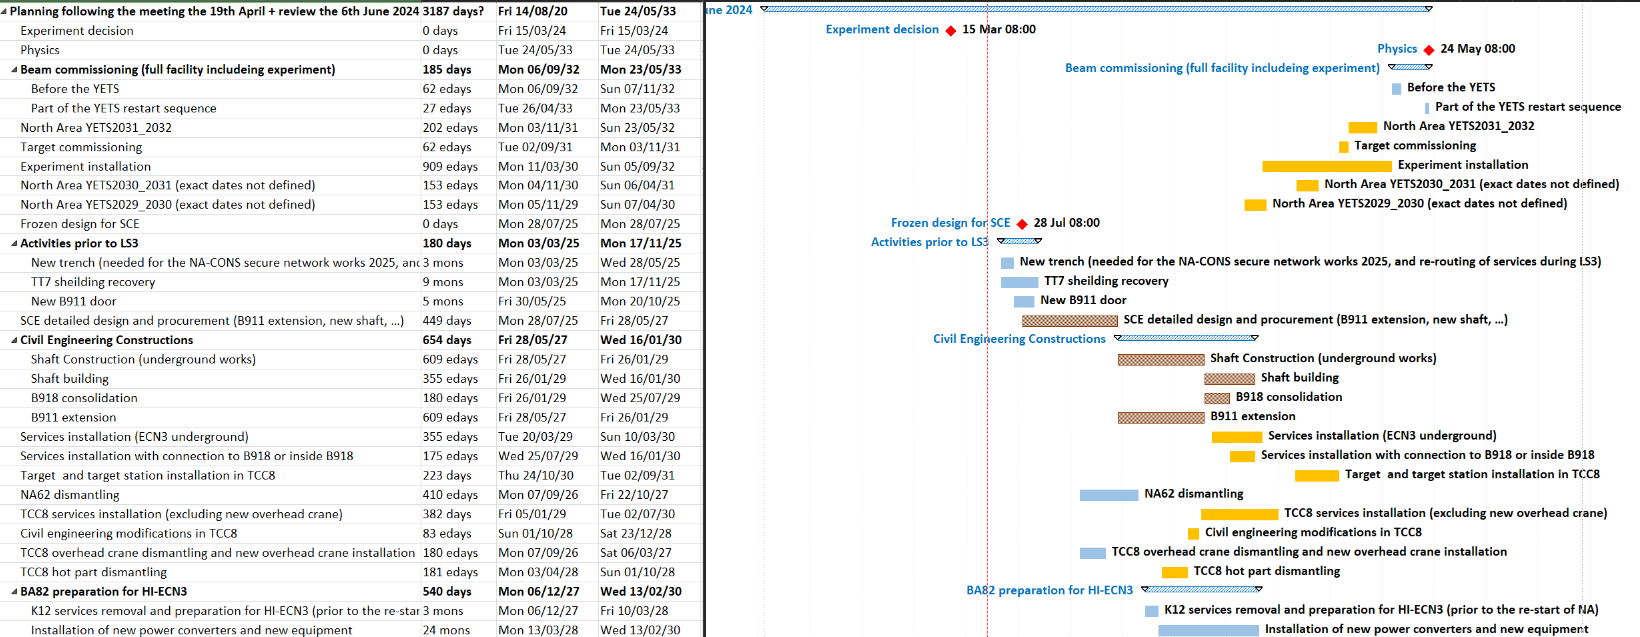 Planning following the meeting the 19th April + review the 6th June 2024 3187 days? Fri 14/08/20 Tue 24/05/33 une 2024
Experiment decision 0 days Fri 15/03/24 Fri 15/03/24 Experiment decision 15 Mar 08:00
Physics 0 days Tue 24/05/33 Tue 24/05/33 Physics 24 May 08:00
Beam commissioning (full facility includeing experiment) 185 days Mon 06/09/32 Mon 23/05/33 Beam commissioning (full facility includeing experiment)
Before the YETS 62 edays Mon 06/09/32 Sun 07/11/32 Before the YETS
Part of the YETS restart sequence 27 edays Tue 26/04/33 Mon 23/05/33 Part of the YETS restart sequence
North Area YETS2031_2032 202 edays Mon 03/11/31 Sun 23/05/32 North Area YETS2031_2032
Target commissioning 62 edays Tue 02/09/31 Mon 03/11/31 Target commissioning
Experiment installation 909 edays Mon 11/03/30 Sun 05/09/32 Experiment installation
North Area YETS2030_2031 (exact dates not defined) 153 edays Mon 04/11/30 Sun 06/04/31 North Area YETS2030_2031 (exact dates not defined)
North Area YETS2029_2030 (exact dates not defined) 153 edays Mon 05/11/29 Sun 07/04/30 North Area YETS2029_2030 (exact dates not defined)
Frozen design for SCE 0 days Mon 28/07/25 Mon 28/07/25 Frozen design for SCE 28 Jul 08:00
Activities prior to LS3 180 days Mon 03/03/25 Mon 17/11/25 Activities prior to LS3
New trench (needed for the NA-CONS secure network works 2025, anc 3 mons Mon 03/03/25 Wed 28/05/25 New trench (needed for the NA-CONS secure network works 2025, and re-routing of services during LS3)
TT7 sheilding recovery 9 mons Mon 03/03/25 Mon 17/11/25 TT7 sheilding recovery
New B911 door 5 mons Fri 30/05/25 Mon 20/10/25 New B911 door
SCE detailed design and procurement (B911 extension, new shaft, ...) 449 days Mon 28/07/25 Fri 28/05/27 SCE detailed design and procurement (B911 extension, new shaft, ...)
Civil Engineering Constructions 654 days Fri 28/05/27 Wed 16/01/30 Civil Engineering Constructions
Shaft Construction (underground works) 609 edays Fri 28/05/27 Fri 26/01/29 Shaft Construction (underground works)
Shaft building 355 edays Fri 26/01/29 Wed 16/01/30 Shaft building
B918 consolidation 180 edays Fri 26/01/29 Wed 25/07/29 B918 consolidation
B911 extension 609 edays Fri 28/05/27 Fri 26/01/29 B911 extension
Services installation (ECN3 underground) 355 edays Tue 20/03/29 Sun 10/03/30 Services installation (ECN3 underground)
Services installation with connection to B918 or inside B918 175 edays Wed 25/07/29 Wed 16/01/30 Services installation with connection to B918 or inside B918
Target and target station installation in TCC8 223 days Thu 24/10/30 Tue 02/09/31 Target and target station installation in TCC8
NA62 dismantling 410 edays Mon 07/09/26 Fri 22/10/27 NA62 dismantling
TCC8 services installation (excluding new overhead crane) 382 days Fri 05/01/29 Tue 02/07/30 TCC8 services installation (excluding new overhead crane)
Civil engineering modifications in TCC8 83 edays Sun 01/10/28 Sat 23/12/28 Civil engineering modifications in TCC8
TCC8 overhead crane dismantling and new overhead crane installation 180 edays Mon 07/09/26 Sat 06/03/27 TCC8 overhead crane dismantling and new overhead crane installation
TCC8 hot part dismantling 181 edays Mon 03/04/28 Sun 01/10/28 TCC8 hot part dismantling
BA82 preparation for HI-ECN3 540 days Mon 06/12/27 Wed 13/02/30 BA82 preparation for HI-ECN3
K12 services removal and preparation for HI-ECN3 (prior to the re-star 3 mons Mon 06/12/27 Fri 10/03/28 K12 services removal and preparation for HI-ECN3 (prior to the re-start of NA)
Installation of new power converters and new equipment 24 mons Mon 13/03/28 Wed 13/02/30 Installation of new power converters and new equipment